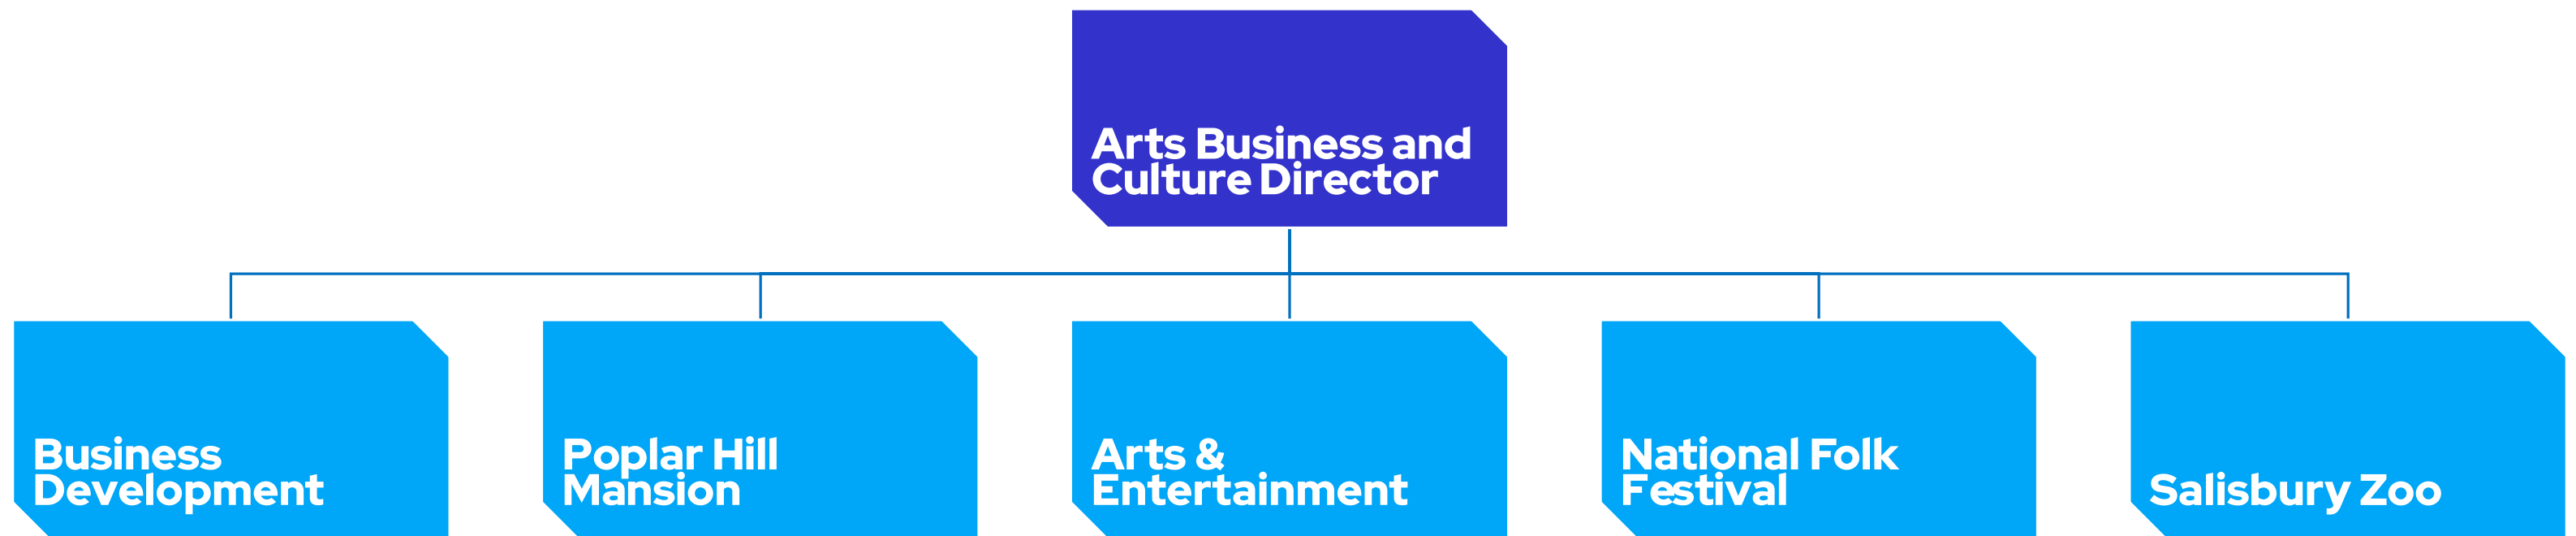 Arts Business and
Culture Director
Business
Development
Poplar Hill
Mansion
Arts &
Entertainment
National Folk
Festival
Salisbury Zoo